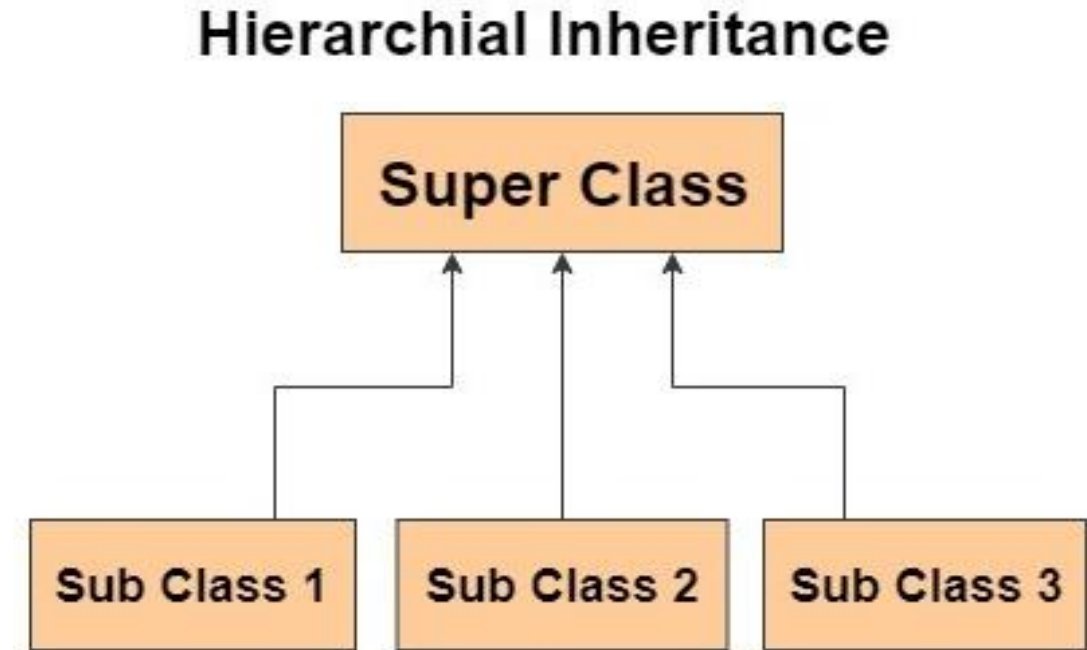 Hierarchial Inheritance
Super Class
Sub Class 1
Sub Class 2
Sub Class 3